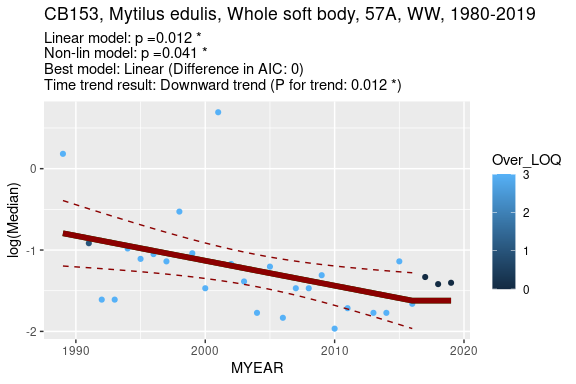 CB153, Mytilus edulis, Whole soft body, 57A, WW, 1980-2019
Linear model: p =0.012 *
Non-lin model: p =0.041 *
Best model: Linear (Difference in AIC: 0)
Time trend result: Downward trend (P for trend: 0.012 *)
Over_LOQ
3
2
1
0
log(Median)
0
-1
-2
1990
2000
2010
2020
MYEAR